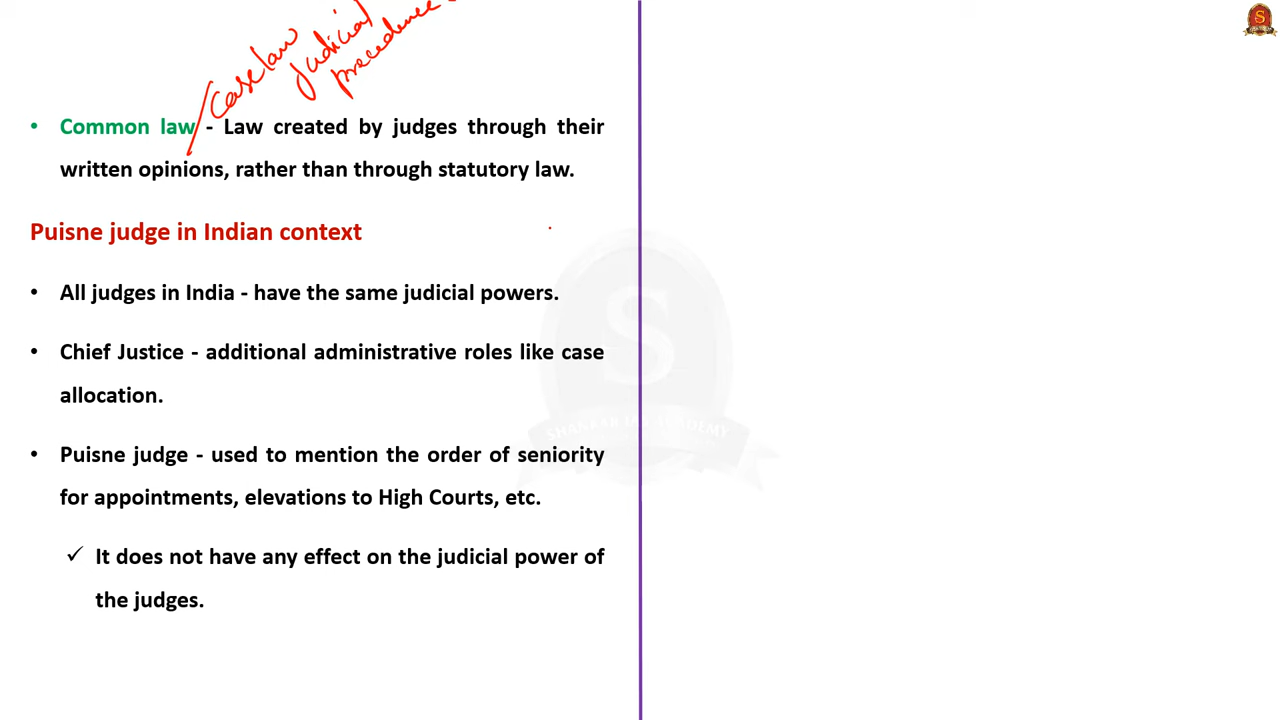 Case law
judicial
precedence
• Common law - Law created by judges through their
written opinions, rather than through statutory law.
Puisne judge in Indian context
• All judges in India - have the same judicial powers.
• Chief Justice - additional administrative roles like case
allocation.
• Puisne judge - used to mention the order of seniority
for appointments, elevations to High Courts, etc.
✓ It does not have any effect on the judicial power of
the judges.
S
SHANKAR IAS ACADEMY